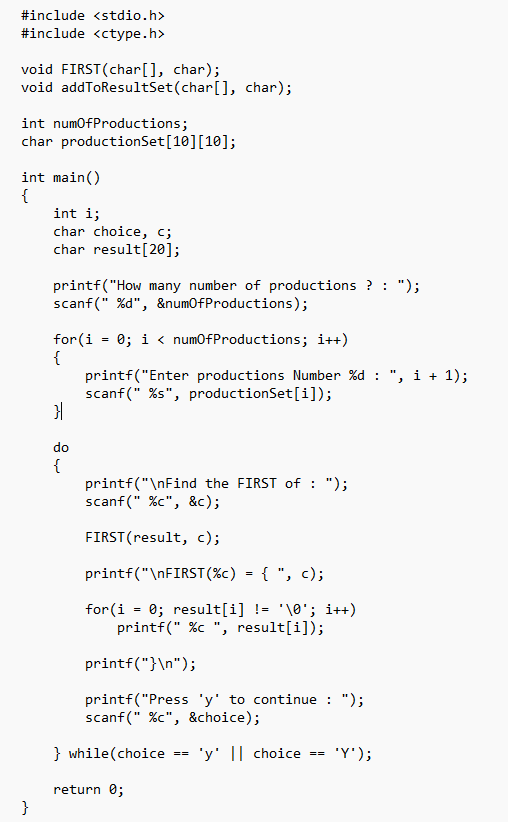 #include <stdio.h>
#include <ctype.h>

void FIRST(char[], char);
void addToResultSet(char[], char);

int numOfProductions;
char productionSet[10][10];

int main()
{
    int i;
    char choice, c;
    char result[20];

    printf("How many number of productions ? : ");
    scanf(" %d", &numOfProductions);

    for(i = 0; i < numOfProductions; i++)
    {
        printf("Enter productions Number %d : ", i + 1);
        scanf(" %s", productionSet[i]);
    }

    do
    {
        printf("\nFind the FIRST of : ");
        scanf(" %c", &c);

        FIRST(result, c);

        printf("\nFIRST(%c) = { ", c);

        for(i = 0; result[i] != '\0'; i++)
            printf(" %c ", result[i]);

        printf("}\n");

        printf("Press 'y' to continue : ");
        scanf(" %c", &choice);

    } while(choice == 'y' || choice == 'Y');

    return 0;
}